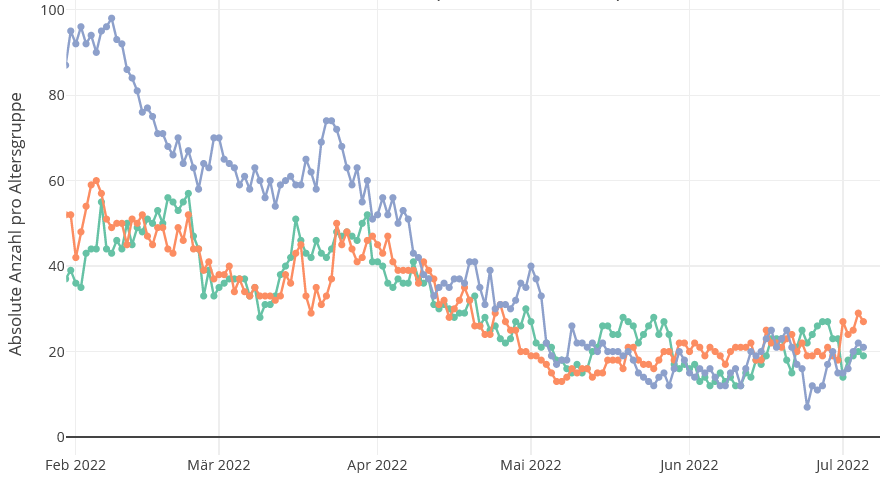 100
80
60
40
20
0
Absolute Anzahl pro Altersgruppe
Feb 2022
Mär 2022
Apr 2022
Mai 2022
Jun 2022
Jul 2022